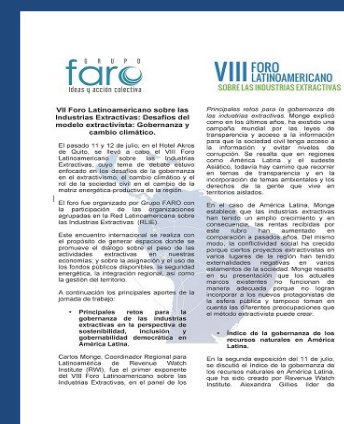 GRUPO
faro
Ideas y acción colectiva
VIII FORO
LATINOAMERICANO
SOBRE LAS INDUSTRIAS EXTRACTIVAS
VII Foro Latinoamericano sobre las
Industrias Extractivas: Desafíos del
modelo extractivista: Gobernanza y
cambio climático.
El pasado 11 y 12 de julio, en el Hotel Akros
de Quito, se llevó a cabo el VIII Foro
Latinoamericano sobre las Industrias
Extractivas, cuyo tema de debate estuvo
enfocado en los desafíos de la gobernanza
en el extractivismo, el cambio climático y el
rol de la sociedad civil en el cambio de la
matriz energética-productiva de la región.
El foro fue organizado por Grupo FARO con
la participación de las organizaciones
agrupadas en la Red Latinoamericana sobre
las Industrias Extractivas (RLIE).
Este encuentro internacional se realiza con
el propósito de generar espacios donde se
promueve el diálogo sobre el peso de las
actividades extractivas en nuestras
economías; y sobre la asignación y el uso de
los fondos públicos disponibles, la seguridad
energética, la integración regional, así como
la gestión del territorio.
A continuación los principales aportes de la
jornada de trabajo:
• Principales retos para la
gobernanza de las industrias
extractivas en la perspectiva de
sostenibilidad, inclusión y
gobernabilidad democrática en
América Latina.
Carlos Monge, Coordinador Regional para
Latinoamérica de Revenue Watch
Institute (RWI), fue el primer exponente
del VIII Foro Latinoamericano sobre las
Industrias Extractivas, en el panel de los
Principales retos para la gobernanza de
las industrias extractivas. Monge explicó
como en los últimos años, ha existido una
campaña mundial por las leyes de
transparencia y acceso a la información
para que la sociedad civil tenga acceso a
la información y evitar niveles de
corrupción. De resalta que en regiones
como América Latina y el sudeste
Asiático, todavía hay camino que recorrer
en temas de transparencia y en la
incorporación de temas ambientales y los
derechos de la gente que vive en
territorios aislados.
En el caso de América Latina, Monge
establece que las industrias extractivas
han tenido un amplio crecimiento y en
consecuencia, las rentas recibidas por
este rubro han aumentado en
comparación a pasados años. Del mismo
modo, la conflictividad social ha crecido
porque ciertos proyectos extractivistas en
varios lugares de la región han tenido
externalidades negativas en varios
estamentos de la sociedad. Monge resaltó
en su presentación que los actuales
marcos existentes no funcionan de
manera adecuada porque no logran
incorporar a los nuevos protagonistas de
la esfera pública y tampoco toman en
cuenta las diferentes preocupaciones que
el método extractivista puede crear.
• Índice de la gobernanza de los
recursos naturales en América
Latina.
En la segunda exposición del 11 de julio,
se discutió el índice de la gobernanza de
los recursos naturales en América Latina,
que ha sido creado por Revenue Watch
Institute. Alexandra Gillies líder de